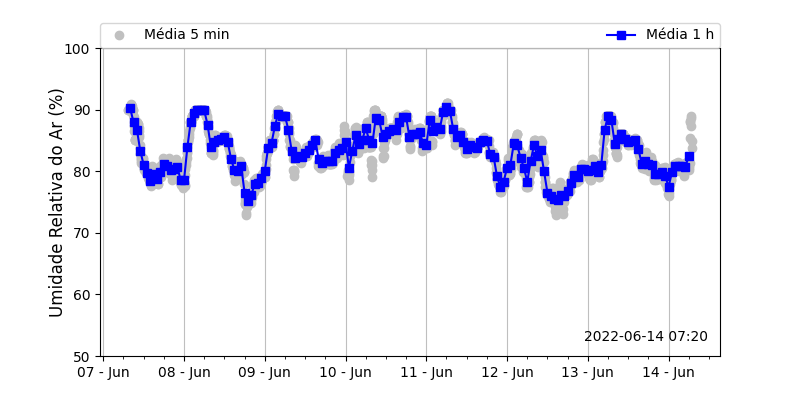 Média 5 min Média 1 h
Umidade Relativa do Ar (%)
100
90
80
70
60
50
2022-06-14 07:20
07 - Jun 08 - Jun 09 - Jun 10 - Jun 11 - Jun 12 - Jun 13 - Jun 14 - Jun